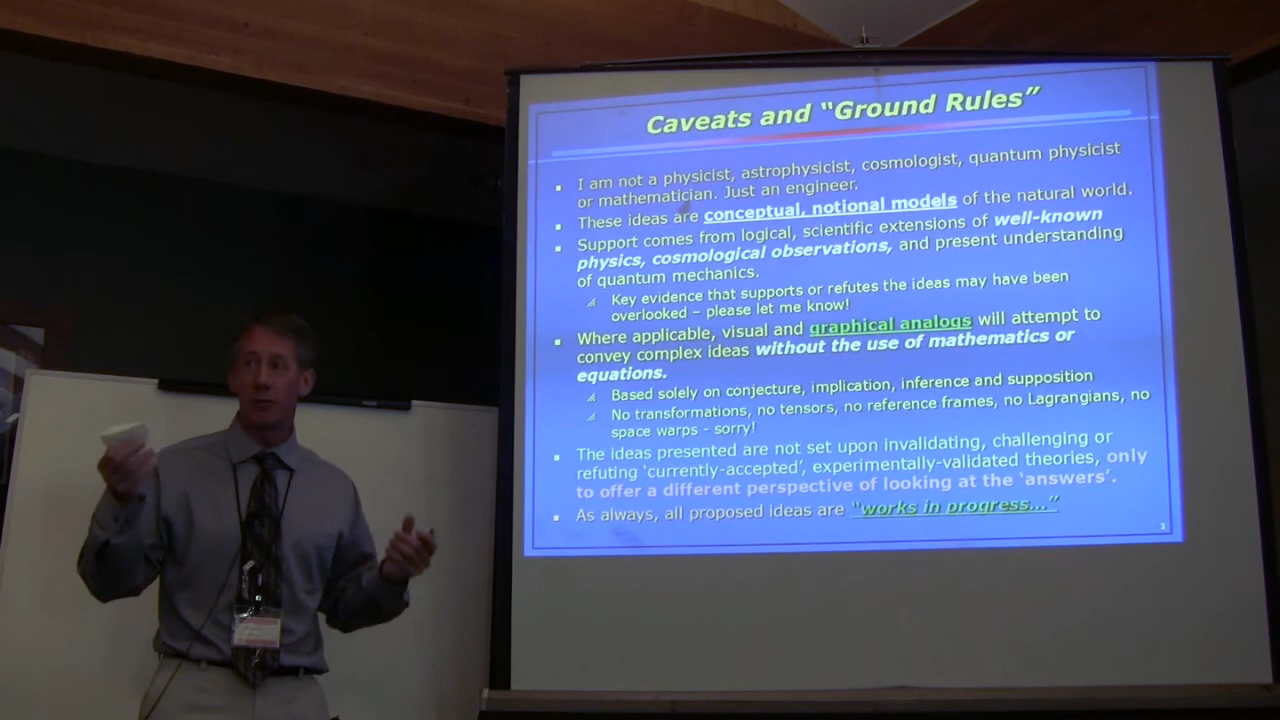 Caveats and “Ground Rules”
▪ I am not a physicist, astrophysicist, cosmologist, quantum physicist
or mathematician. Just an engineer.
▪ These ideas are conceptual, notional models of the natural world.
▪ Support comes from logical, scientific extensions of well-known
physics, cosmological observations, and present understanding
of quantum mechanics.
Key evidence that supports or refutes the ideas may have been
overlooked – please let me know!
▪ Where applicable, visual and graphical analogs will attempt to
convey complex ideas without the use of mathematics or
equations.
Based solely on conjecture, implication, inference and supposition
No transformations, no tensors, no reference frames, no Lagrangians, no
space warps - sorry!
▪ The ideas presented are not set upon invalidating, challenging or
refuting ‘currently-accepted’, experimentally-validated theories, only
to offer a different perspective of looking at the ‘answers’.
▪ As always, all proposed ideas are “works in progress…”
3